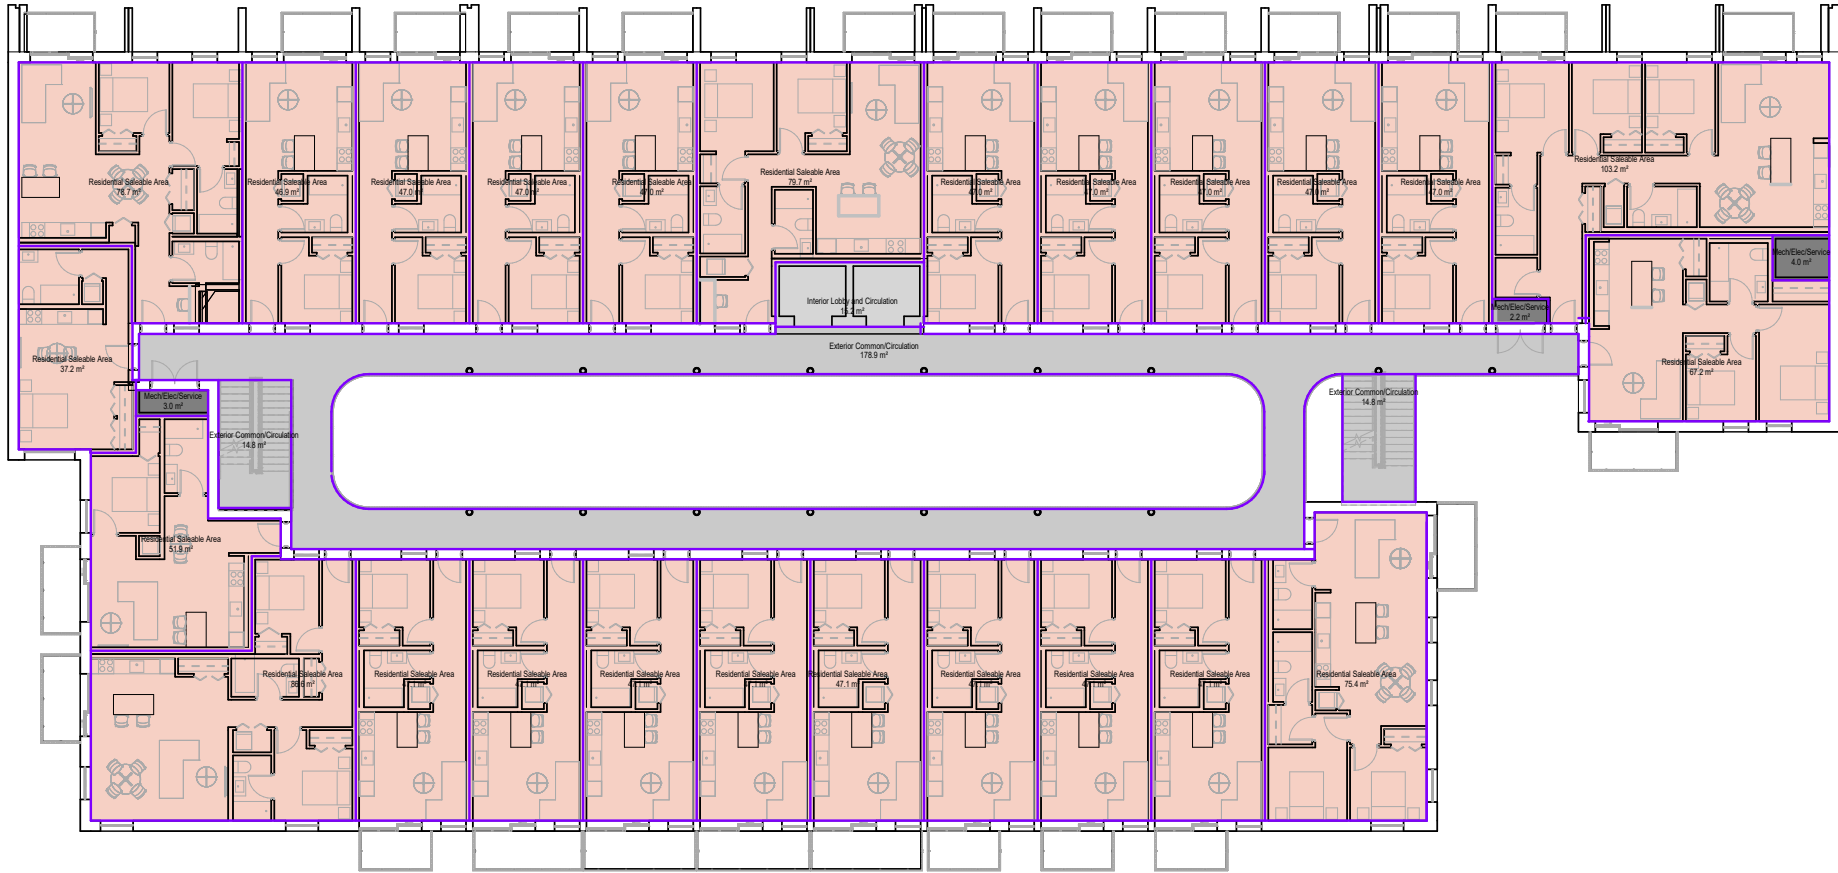 Residential Saleable Area
78.7 m²
Residential Saleable Area
46.9 m²
Residential Saleable Area
47.0 m²
Residential Saleable Area
47.0 m²
Residential Saleable Area
47.0 m²
Residential Saleable Area
79.7 m²
Residential Saleable Area
47.0 m²
Residential Saleable Area
47.0 m²
Residential Saleable Area
47.0 m²
Residential Saleable Area
47.0 m²
Residential Saleable Area
47.0 m²
Residential Saleable Area
103.2 m²
Mech/Elec/Service
4.0 m²
Interior Lobby and Circulation
Mech/Elec/Service
2.2 m²
Exterior Common/Circulation
178.9 m²
Residential Saleable Area
37.2 m²
Residential Saleable Area
67.2 m²
Mech/Elec/Service
3.0 m²
Exterior Common/Circulation
14.8 m²
Exterior Common/Circulation
14.8 m²
Residential Saleable Area
51.9 m²
Residential Saleable Area
86.6 m²
Residential Saleable Area
Residential Saleable Area
Residential Saleable Area
Residential Saleable Area
Residential Saleable Area
47.1 m²
Residential Saleable Area
Residential Saleable Area
Residential Saleable Area
Residential Saleable Area
75.4 m²